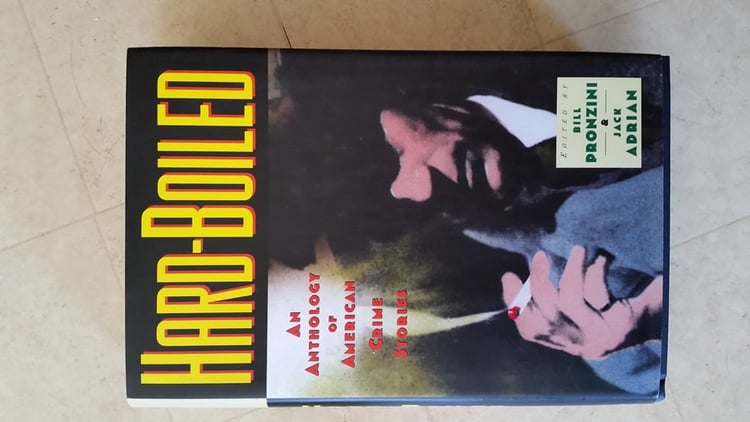 HARD-BOILED
AN
ANTHOLOGY
OF
AMERICAN
CRIME
STORIES
EDITED BY
BILL
PRONZINI
&
JACK
ADRIAN